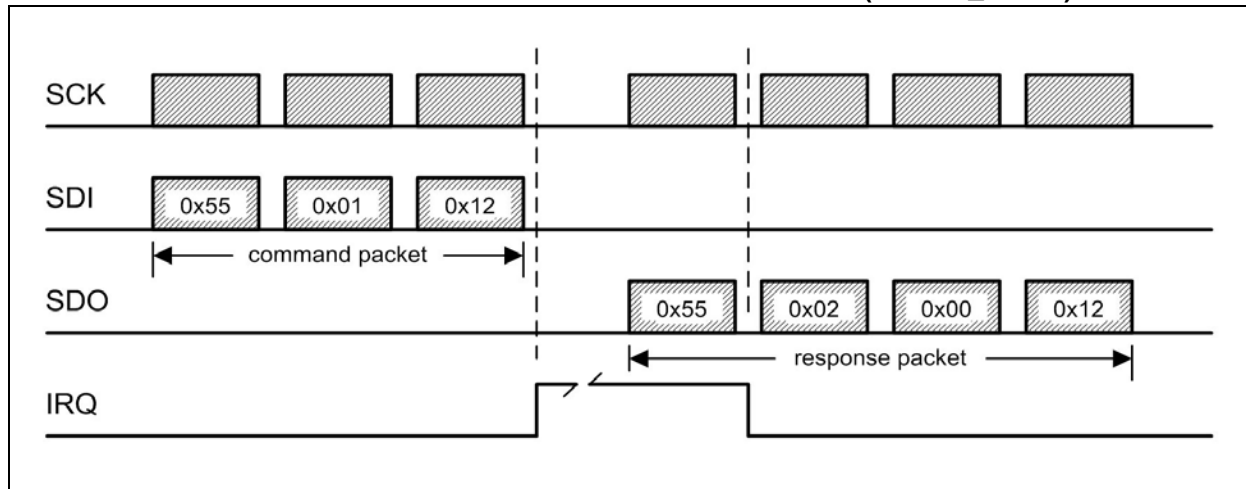 SCK
SDI
0x55 0x01 0x12
command packet
SDO
0x55 0x02 0x00 0x12
response packet
IRQ